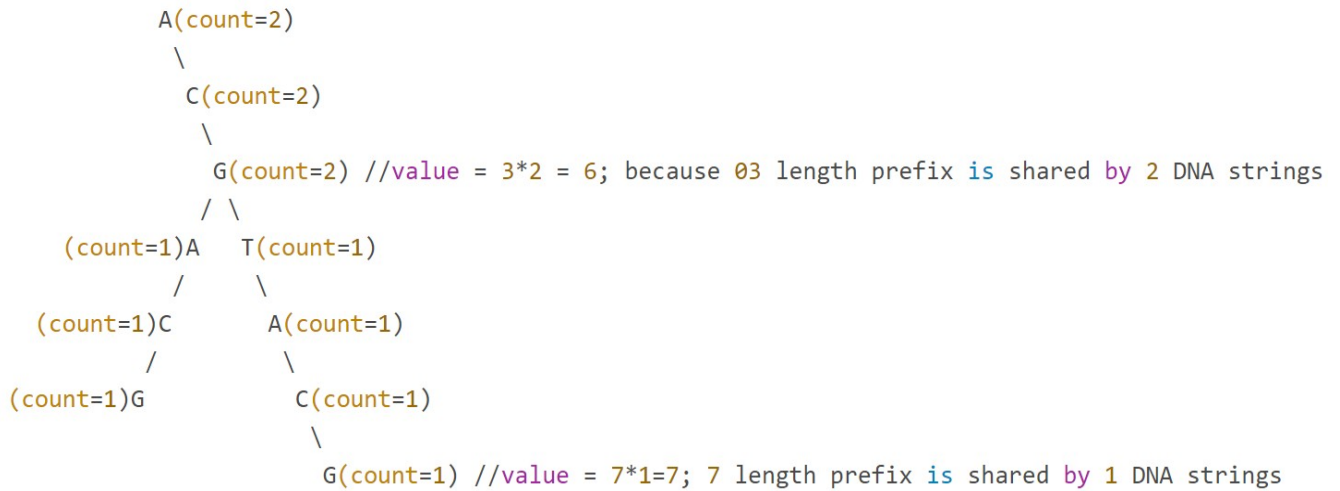 A(count=2)
\
C(count=2)
\
G(count=2) //value = 3*2 = 6; because 03 length prefix is shared by 2 DNA strings
/ \
(count=1)A T(count=1)
/ \
(count=1)C A(count=1)
/ \
(count=1)G C(count=1)
\
G(count=1) //value = 7*1=7; 7 length prefix is shared by 1 DNA strings